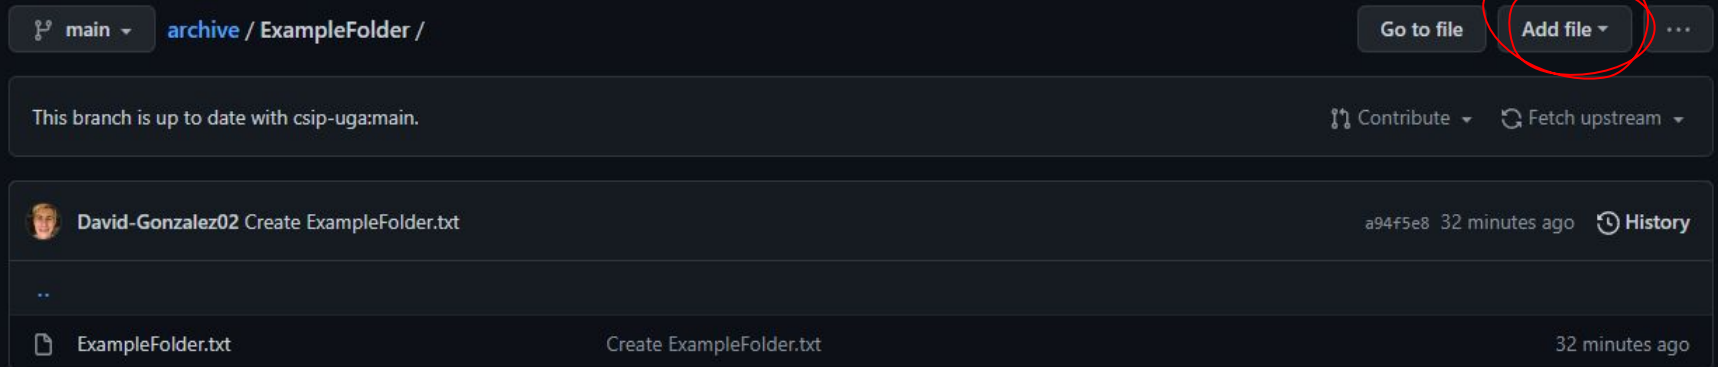 main archive / ExampleFolder / Go to file Add file ...
This branch is up to date with csip-uga:main. Contribute Fetch upstream
David-Gonzalez02 Create ExampleFolder.txt a94f5e8 32 minutes ago History
..
ExampleFolder.txt Create ExampleFolder.txt 32 minutes ago